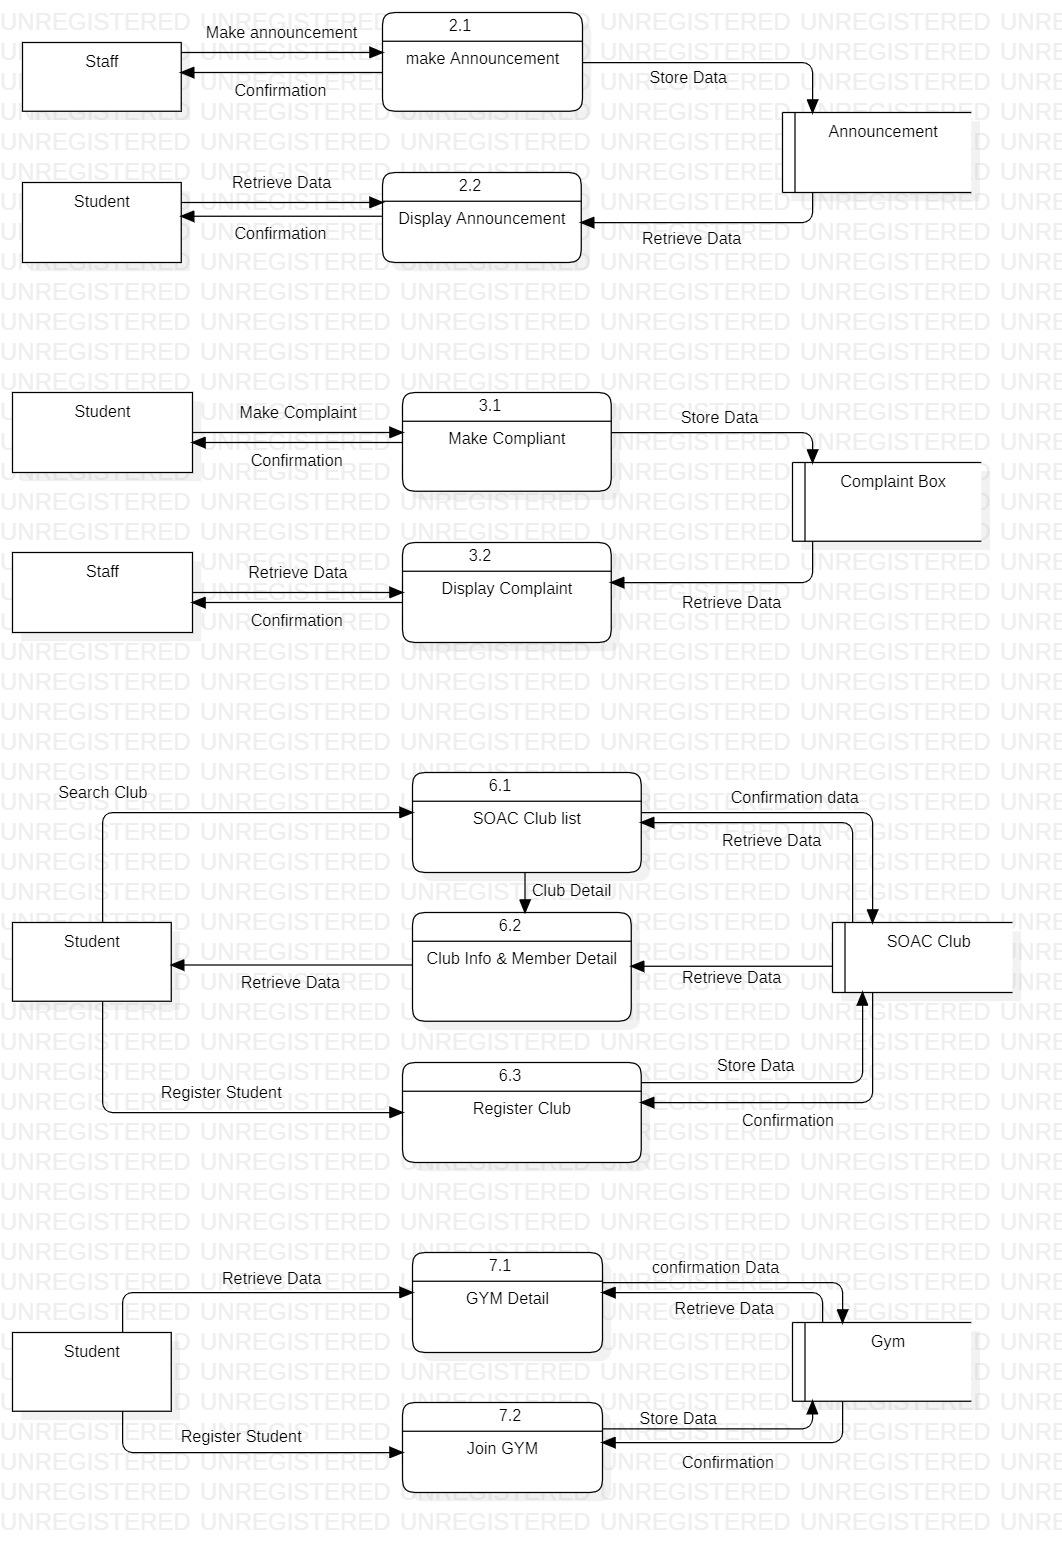 2.1
Make announcement
Staff
make Announcement
Store Data
Confirmation
Announcement
Retrieve Data
2.2
Student
Display Announcement
Confirmation
Retrieve Data
3.1
Student
Make Complaint
Store Data
Make Compliant
Confirmation
Complaint Box
3.2
Staff
Retrieve Data
Display Complaint
Retrieve Data
Confirmation
6.1
Search Club
Confirmation data
SOAC Club list
Retrieve Data
Club Detail
6.2
Student
SOAC Club
Club Info & Member Detail
Retrieve Data
Retrieve Data
Store Data
6.3
Register Student
Register Club
Confirmation
7.1
confirmation Data
Retrieve Data
GYM Detail
Retrieve Data
Student
Gym
7.2
Store Data
Register Student
Join GYM
Confirmation
UNREGISTERED